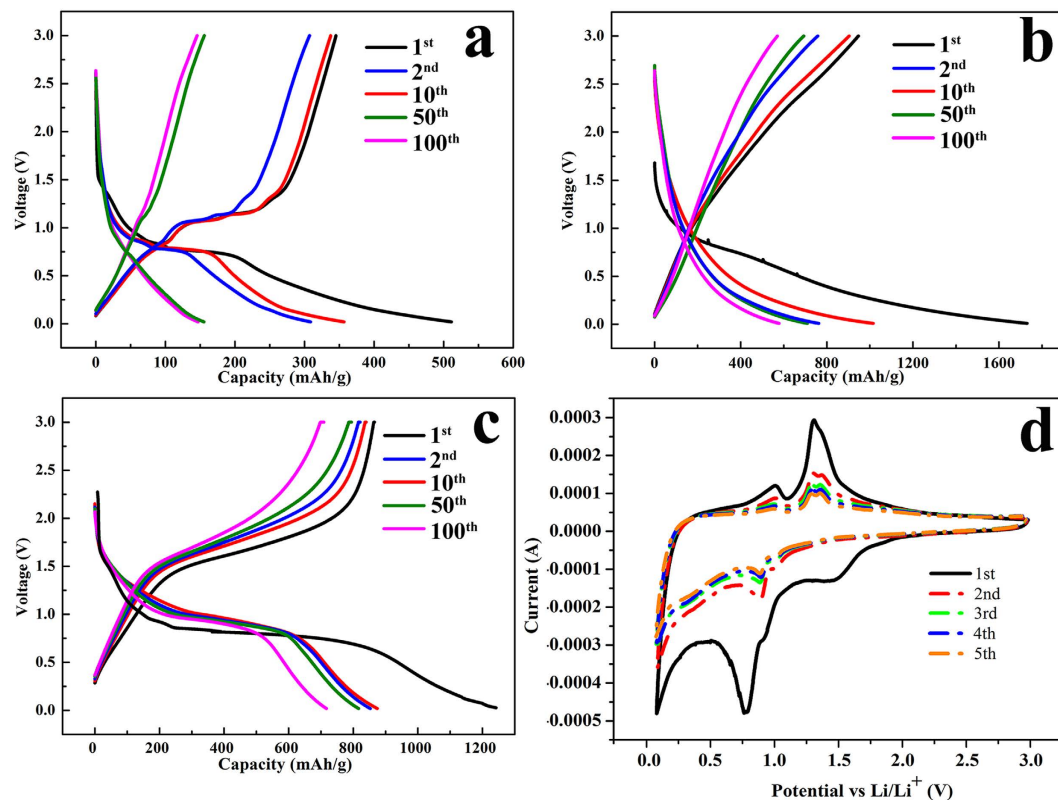 a
3.0
2.5
2.0
1.5
1.0
0.5
0.0
Voltage (V)
0
100
200
300
400
500
600
Capacity (mAh/g)
1st
2nd
10th
50th
100th
b
3.0
2.5
2.0
1.5
1.0
0.5
0.0
Voltage (V)
0
400
800
1200
1600
Capacity (mAh/g)
1st
2nd
10th
50th
100th
c
3.0
2.5
2.0
1.5
1.0
0.5
0.0
Voltage (V)
0
200
400
600
800
1000
1200
Capacity (mAh/g)
1st
2nd
10th
50th
100th
d
0.0003
0.0002
0.0001
0.0000
-0.0001
-0.0002
-0.0003
-0.0004
-0.0005
Current (A)
0.0
0.5
1.0
1.5
2.0
2.5
3.0
Potential vs Li/Li+ (V)
1st
2nd
3rd
4th
5th